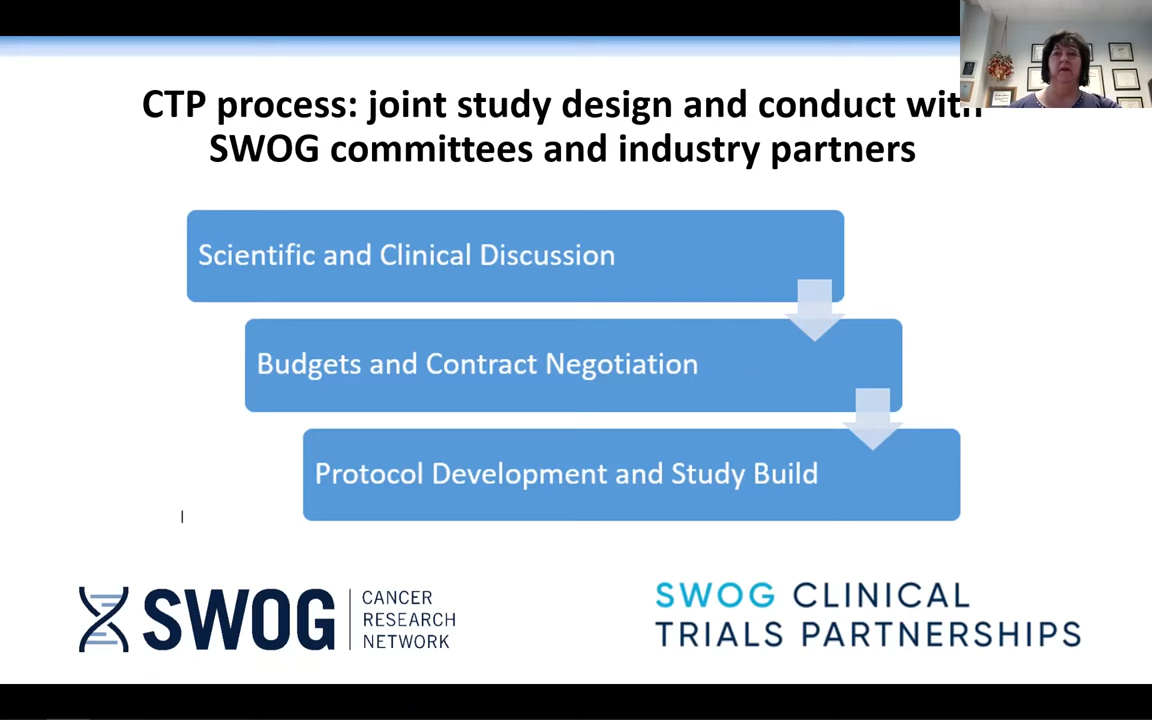 CTP process: joint study design and conduct with
SWOG committees and industry partners
Scientific and Clinical Discussion
Budgets and Contract Negotiation
Protocol Development and Study Build
SWOG
CANCER
RESEARCH
NETWORK
SWOG CLINICAL
TRIALS PARTNERSHIPS